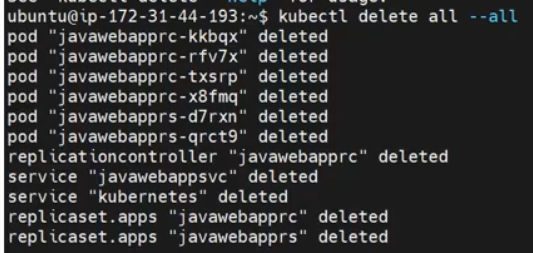 ubuntu@ip-172-31-44-193:~$ kubectl delete all --all
pod "javawebapprc-kkbqx" deleted
pod "javawebapprc-rfv7x" deleted
pod "javawebapprc-txsrp" deleted
pod "javawebapprc-x8fmq" deleted
pod "javawebapprs-d7rxn" deleted
pod "javawebapprs-qrct9" deleted
replicationcontroller "javawebapprc" deleted
service "javawebappsvc" deleted
service "kubernetes" deleted
replicaset.apps "javawebapprc" deleted
replicaset.apps "javawebapprs" deleted